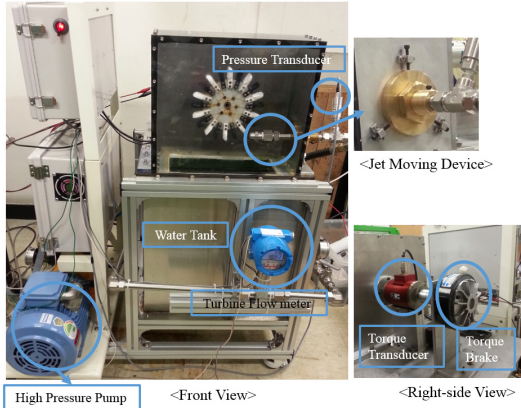 Pressure Transducer
<Jet Moving Device>
Water Tank
Turbine Flow meter
Torque
Transducer
Torque
Brake
High Pressure Pump
<Front View>
<Right-side View>